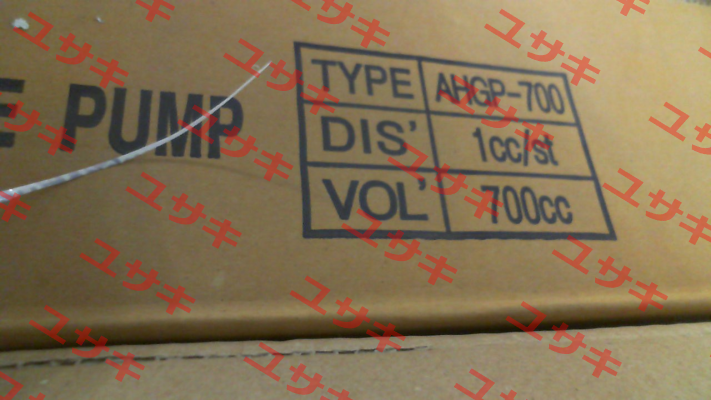 E PUMP
TYPE AHGP-700
DIS' 1cc/st
VOL' 700cc
ユサキ